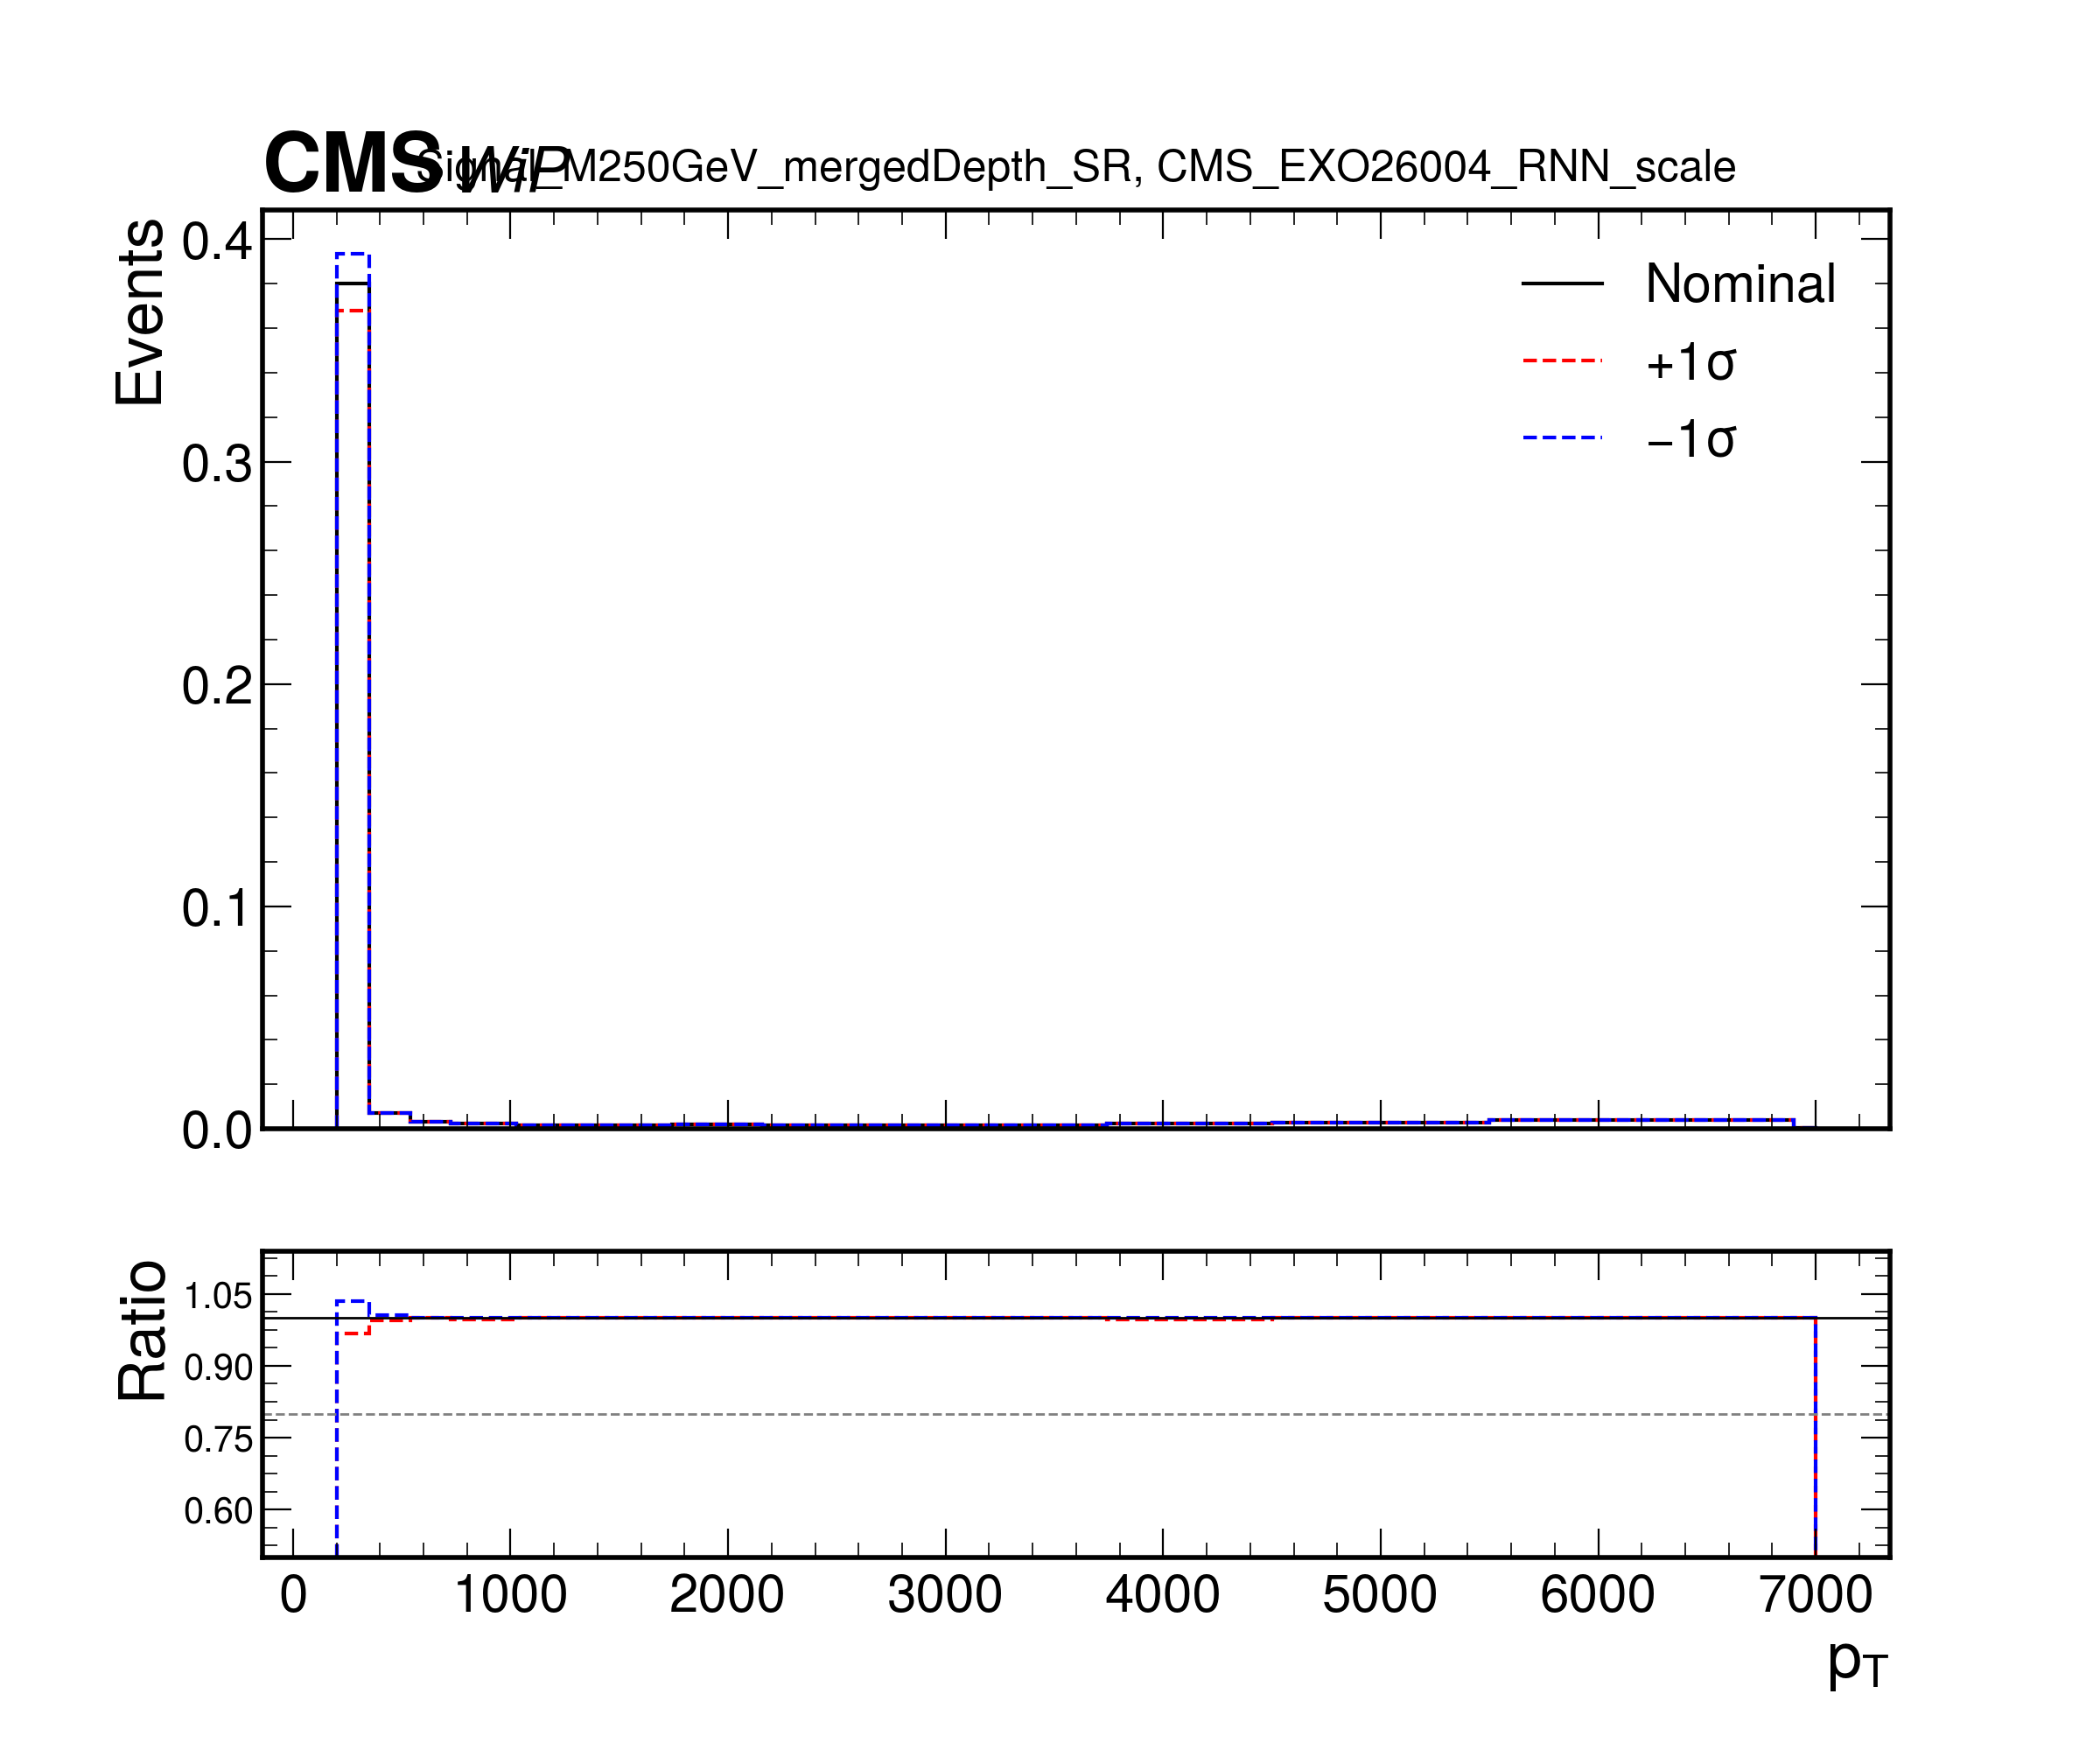 CMS WiP Signal_M250GeV_mergedDepth_SR, CMS_EXO26004_RNN_scale
Events
0.4
0.3
0.2
0.1
0.0
Nominal
+1σ
−1σ
Ratio
1.05
0.90
0.75
0.60
0 1000 2000 3000 4000 5000 6000 7000
pT